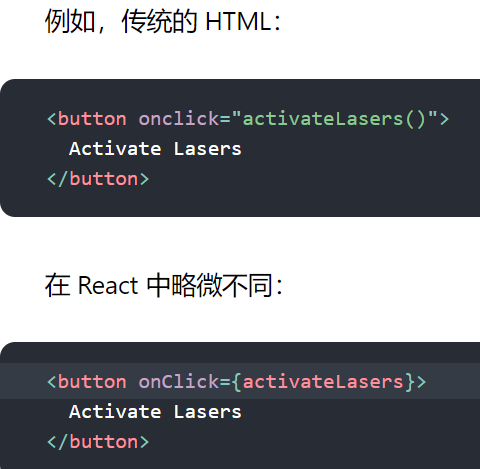 例如，传统的 HTML：
<button onclick="activateLasers()">
  Activate Lasers
</button>
在 React 中略微不同：
<button onClick={activateLasers}>
  Activate Lasers
</button>